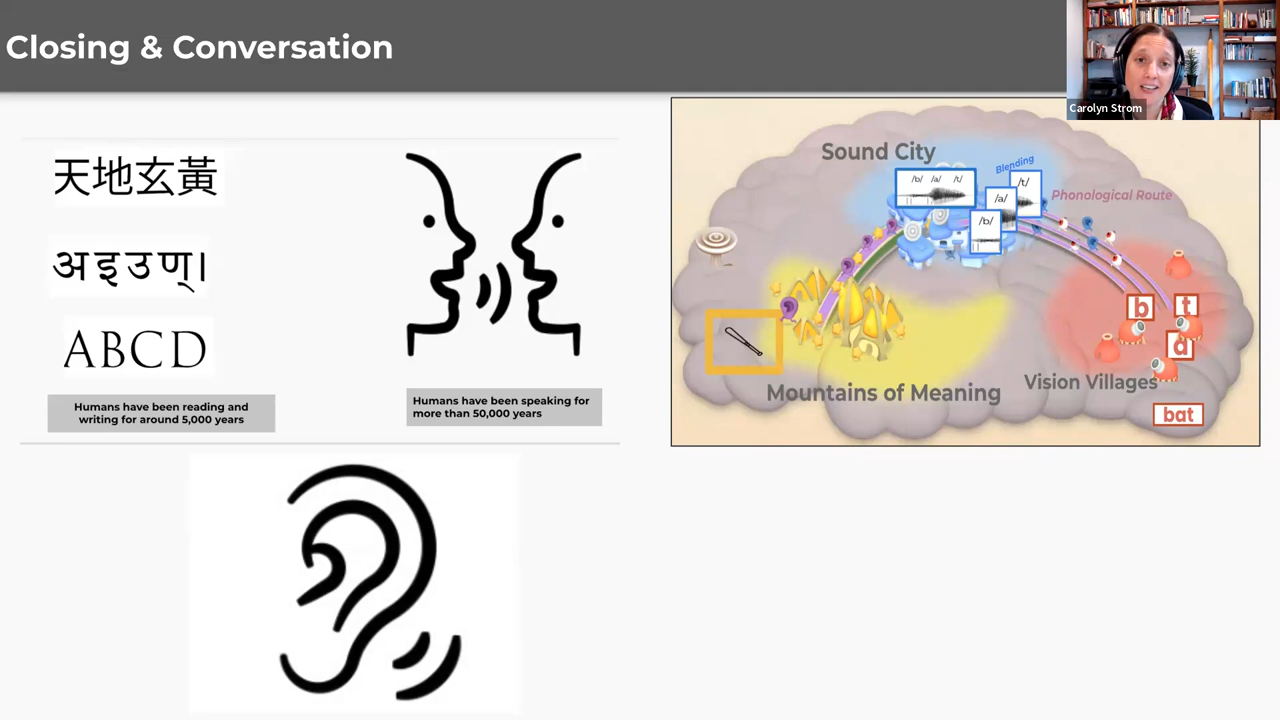 Closing & Conversation
Carolyn Strom
天地玄黃
अइउण्।
ABCD
Humans have been reading and
writing for around 5,000 years
Humans have been speaking for
more than 50,000 years
Sound City
Blending
/b/ /a/ /t/
/t/
/a/
/b/
Phonological Route
b
t
a
Mountains of Meaning
Vision Villages
bat